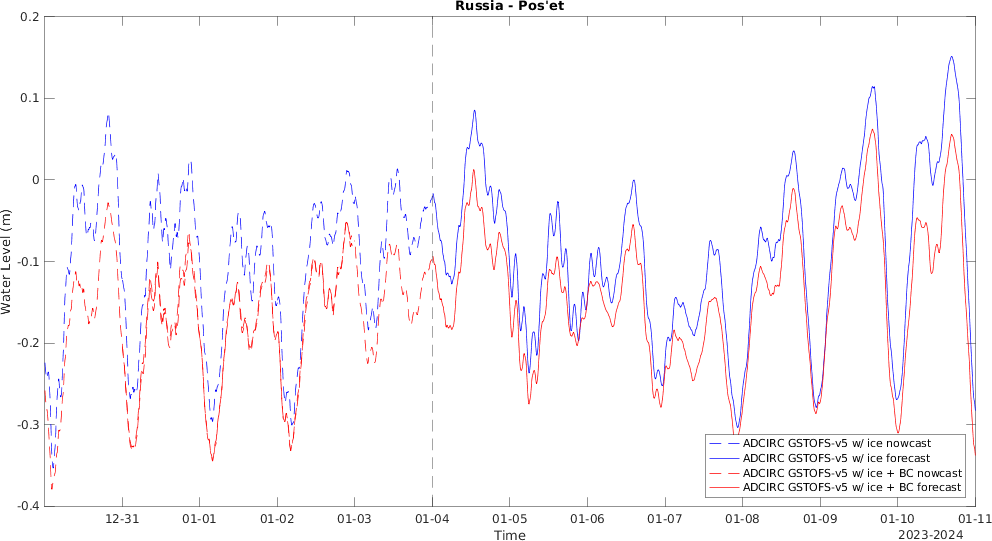 Russia - Pos'et
Water Level (m)
0.2
0.1
0
-0.1
-0.2
-0.3
-0.4
ADCIRC GSTOFS-v5 w/ ice nowcast
ADCIRC GSTOFS-v5 w/ ice forecast
ADCIRC GSTOFS-v5 w/ ice + BC nowcast
ADCIRC GSTOFS-v5 w/ ice + BC forecast
12-31 01-01 01-02 01-03 01-04 01-05 01-06 01-07 01-08 01-09 01-10 01-11
Time
2023-2024